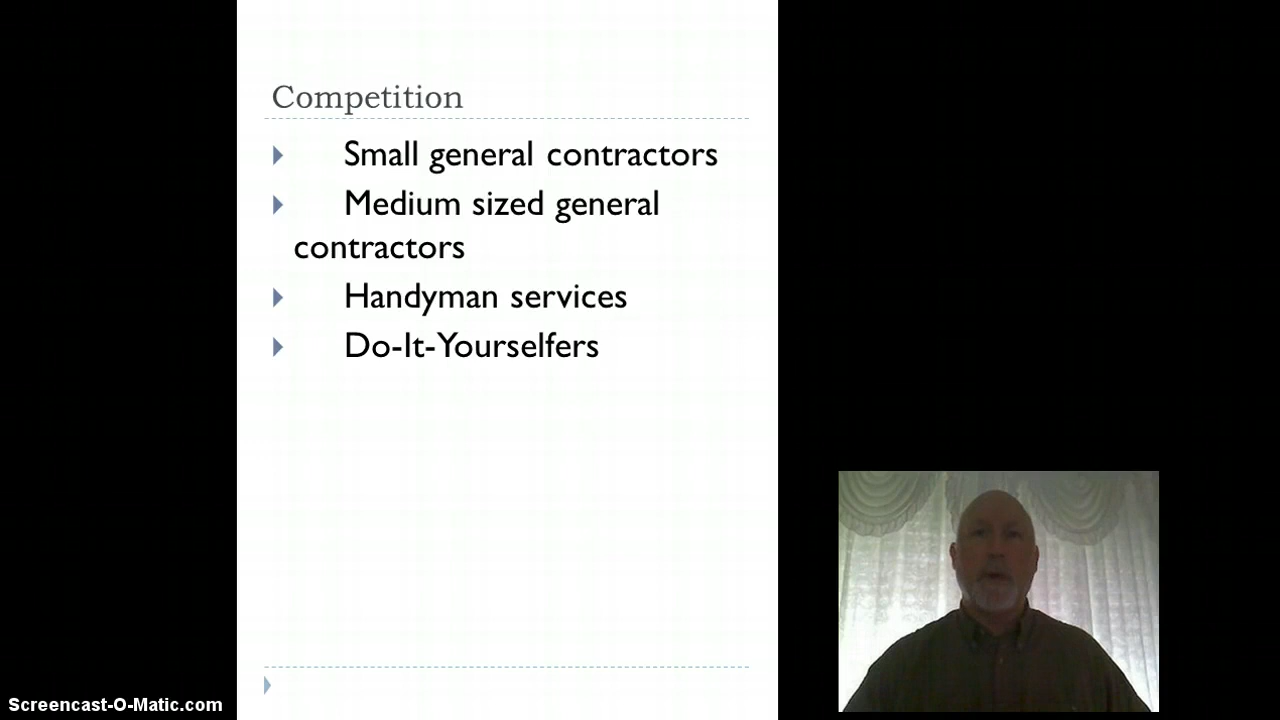 Competition
Small general contractors
Medium sized general
contractors
Handyman services
Do-It-Yourselfers
Screencast-O-Matic.com